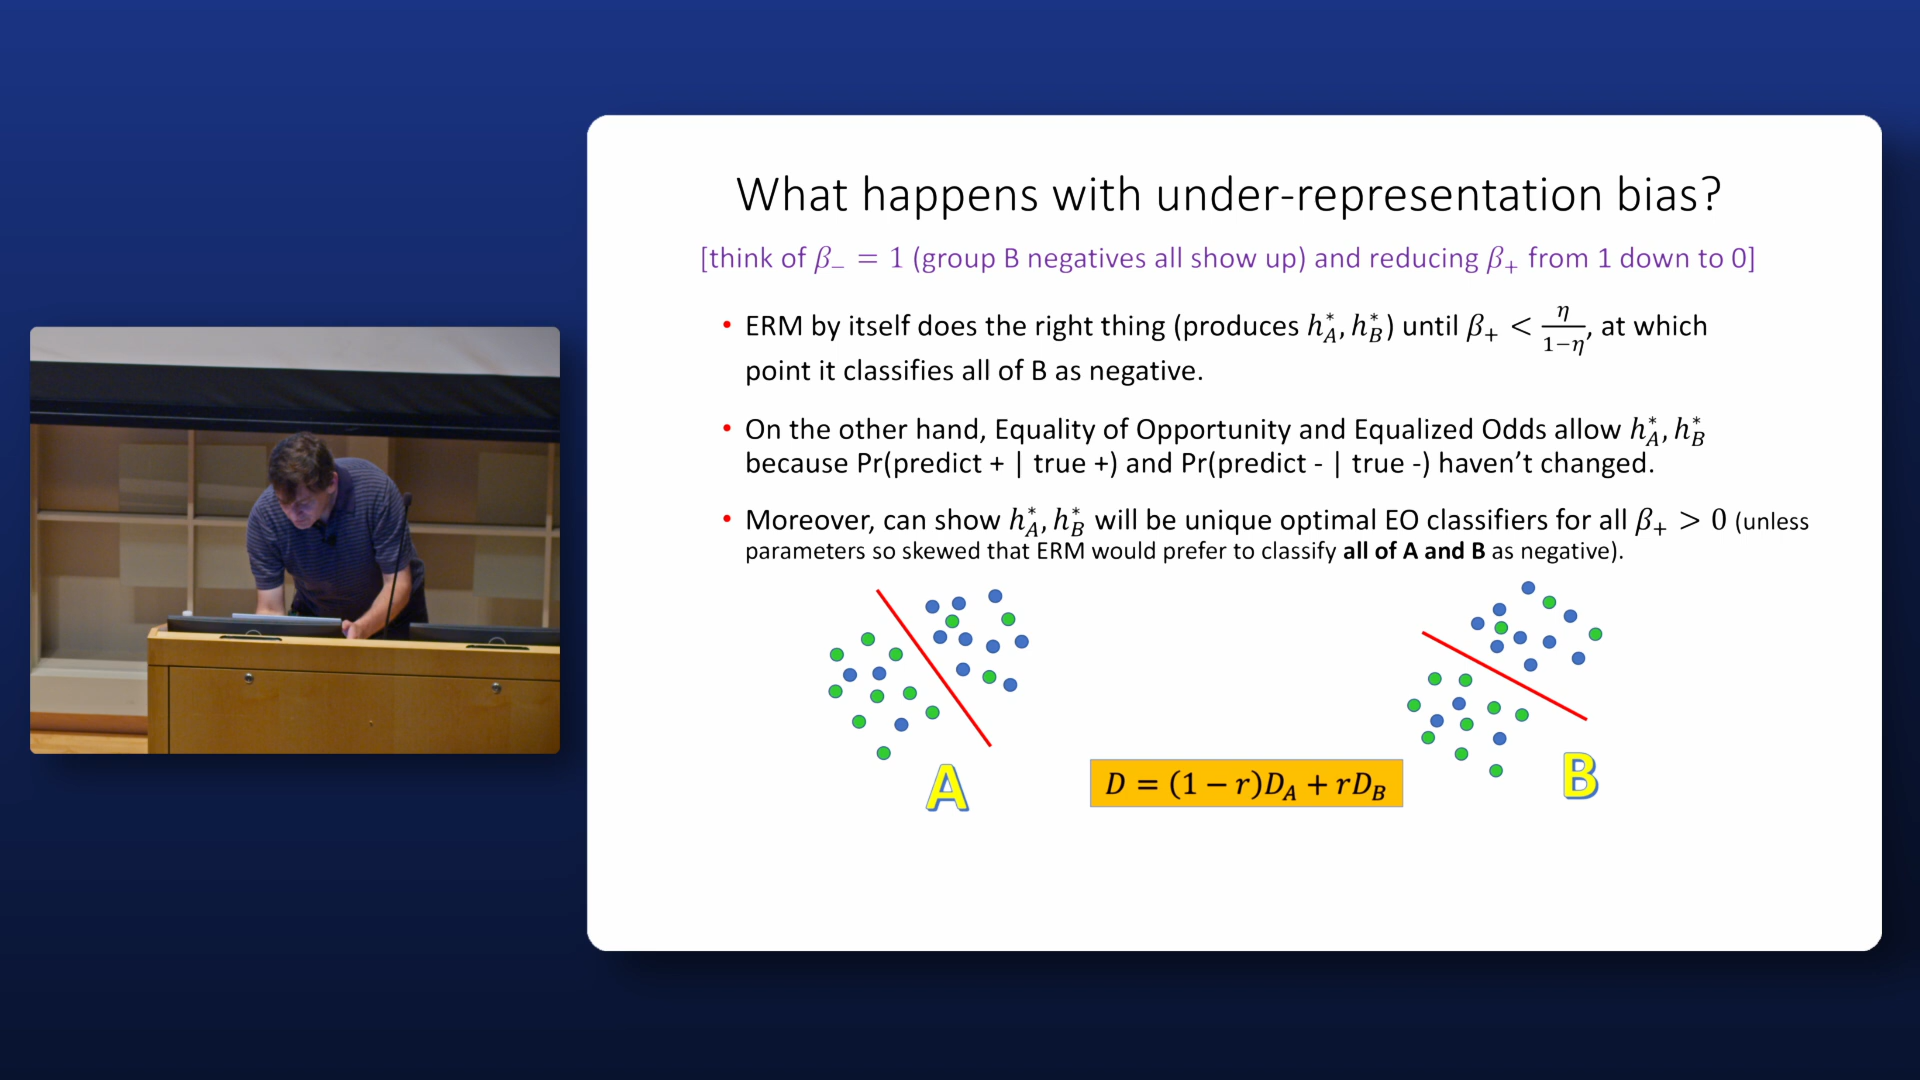 What happens with under-representation bias?
[think of β₋ = 1 (group B negatives all show up) and reducing β₊ from 1 down to 0]
• ERM by itself does the right thing (produces h*_A, h*_B) until β₊ < η/(1−η), at which
point it classifies all of B as negative.
• On the other hand, Equality of Opportunity and Equalized Odds allow h*_A, h*_B
because Pr(predict + | true +) and Pr(predict - | true -) haven’t changed.
• Moreover, can show h*_A, h*_B will be unique optimal EO classifiers for all β₊ > 0 (unless
parameters so skewed that ERM would prefer to classify all of A and B as negative).
A
D = (1 − r)D_A + rD_B
B